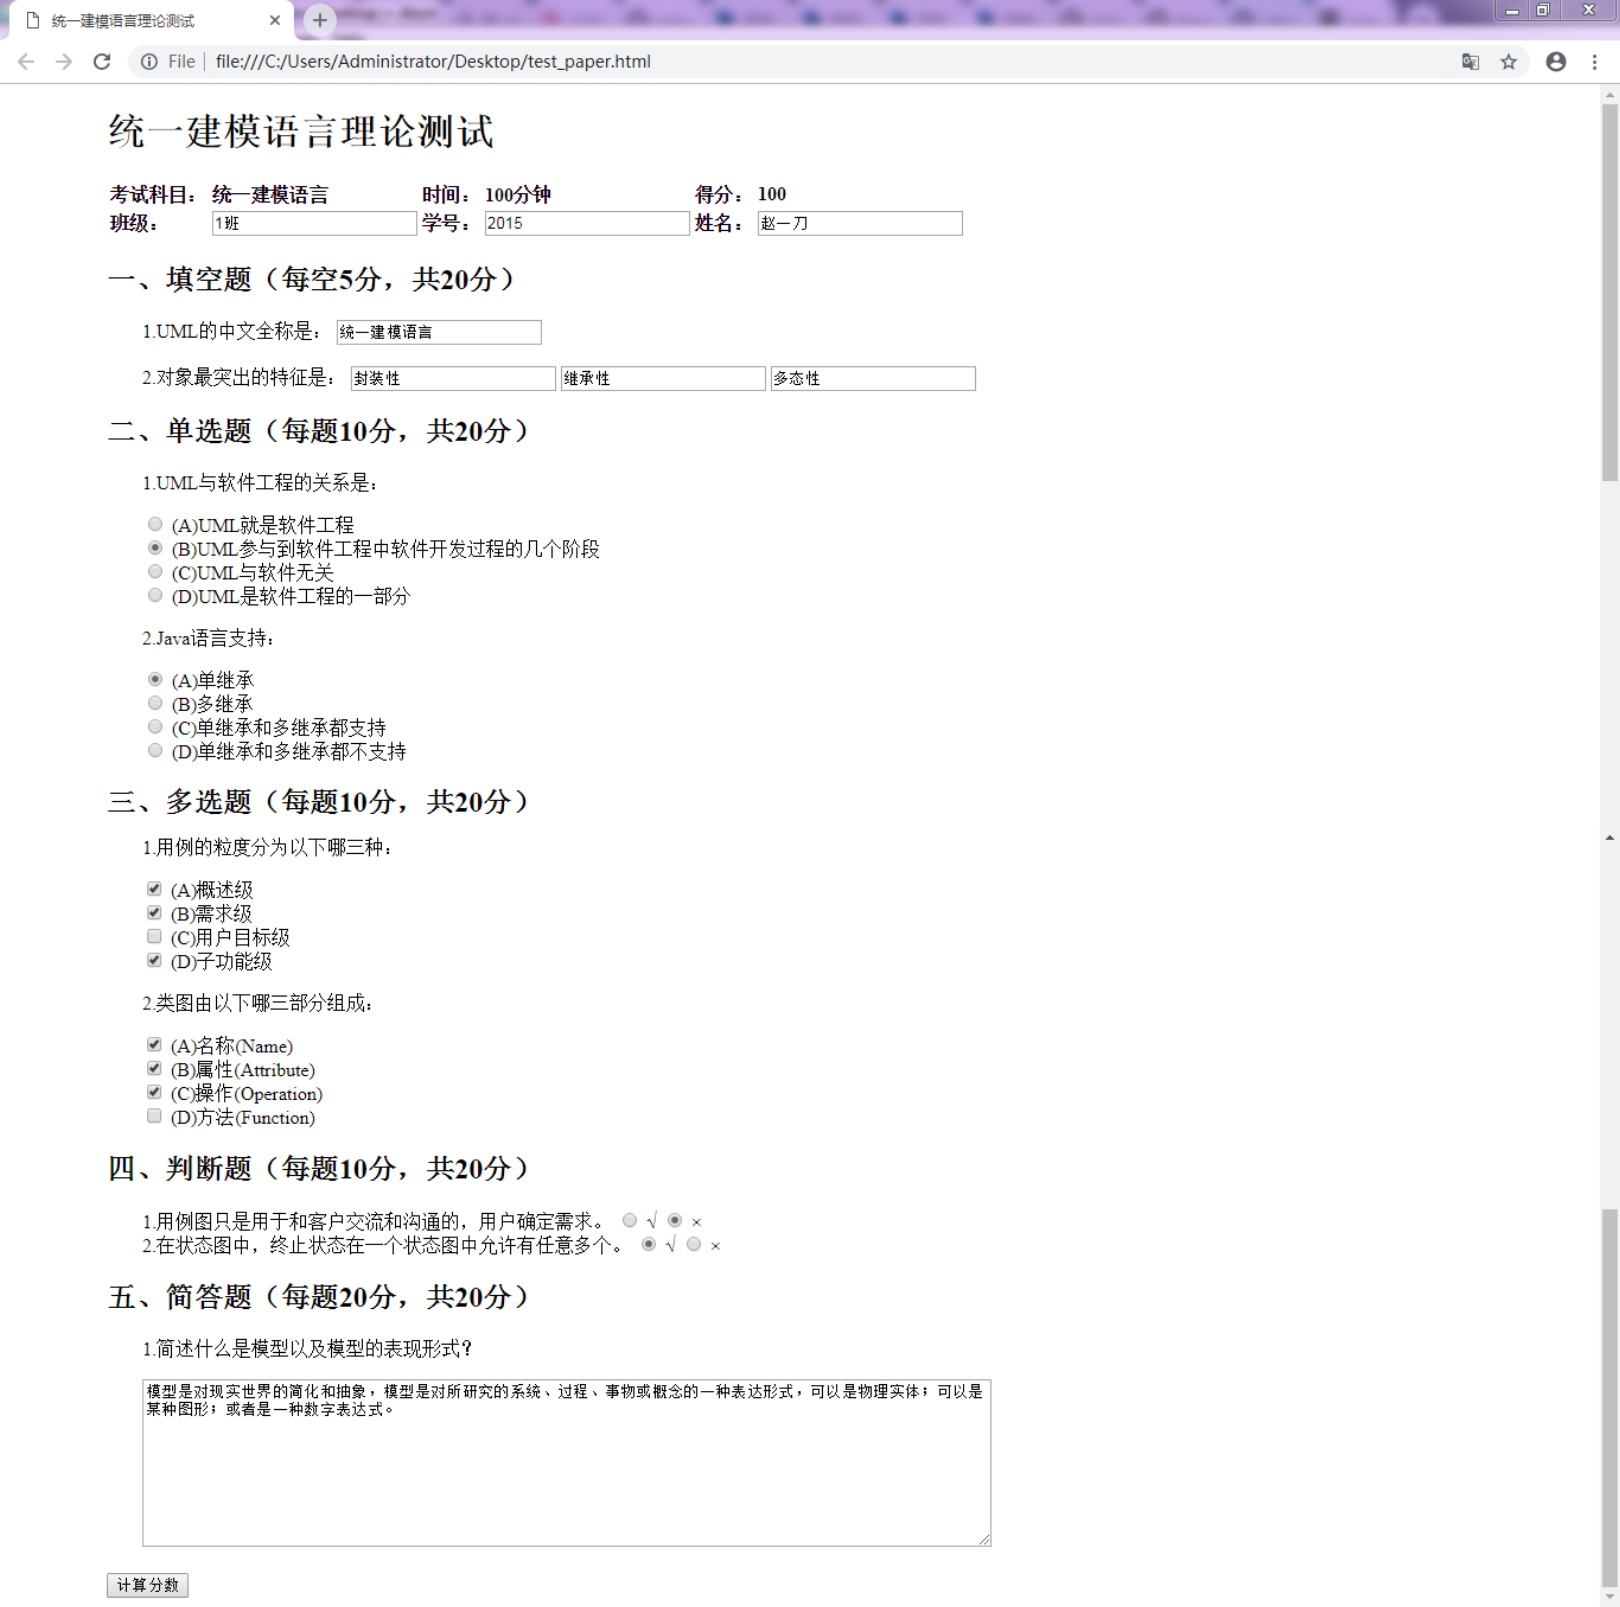 统一建模语言理论测试
File
file:///C:/Users/Administrator/Desktop/test_paper.html
统一建模语言理论测试
考试科目： 统一建模语言 时间： 100分钟 得分： 100
班级： 1班 学号： 2015 姓名： 赵一刀
一、填空题（每空5分，共20分）
1.UML的中文全称是： 统一建模语言
2.对象最突出的特征是： 封装性 继承性 多态性
二、单选题（每题10分，共20分）
1.UML与软件工程的关系是：
(A)UML就是软件工程
(B)UML参与到软件工程中软件开发过程的几个阶段
(C)UML与软件无关
(D)UML是软件工程的一部分
2.Java语言支持：
(A)单继承
(B)多继承
(C)单继承和多继承都支持
(D)单继承和多继承都不支持
三、多选题（每题10分，共20分）
1.用例的粒度分为以下哪三种：
(A)概述级
(B)需求级
(C)用户目标级
(D)子功能级
2.类图由以下哪三部分组成：
(A)名称(Name)
(B)属性(Attribute)
(C)操作(Operation)
(D)方法(Function)
四、判断题（每题10分，共20分）
1.用例图只是用于和客户交流和沟通的，用户确定需求。 √ ×
2.在状态图中，终止状态在一个状态图中允许有任意多个。 √ ×
五、简答题（每题20分，共20分）
1.简述什么是模型以及模型的表现形式？
模型是对现实世界的简化和抽象，模型是对所研究的系统、过程、事物或概念的一种表达形式，可以是物理实体；可以是
某种图形；或者是一种数字表达式。
计算分数